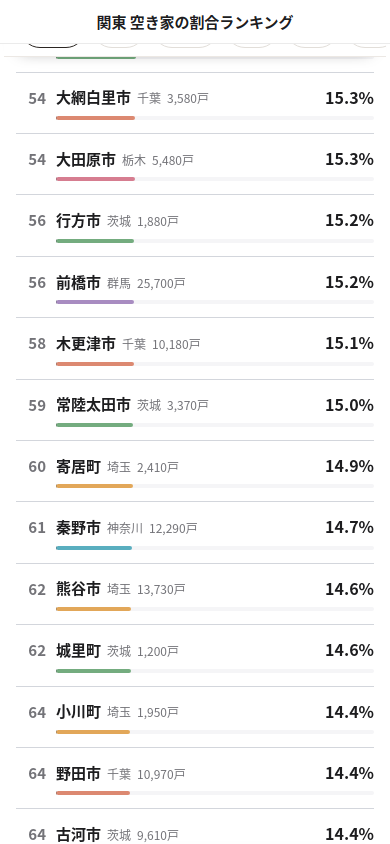 関東 空き家の割合ランキング
54 大網白里市 千葉 3,580戸 15.3%
54 大田原市 栃木 5,480戸 15.3%
56 行方市 茨城 1,880戸 15.2%
56 前橋市 群馬 25,700戸 15.2%
58 木更津市 千葉 10,180戸 15.1%
59 常陸太田市 茨城 3,370戸 15.0%
60 寄居町 埼玉 2,410戸 14.9%
61 秦野市 神奈川 12,290戸 14.7%
62 熊谷市 埼玉 13,730戸 14.6%
62 城里町 茨城 1,200戸 14.6%
64 小川町 埼玉 1,950戸 14.4%
64 野田市 千葉 10,970戸 14.4%
64 古河市 茨城 9,610戸 14.4%